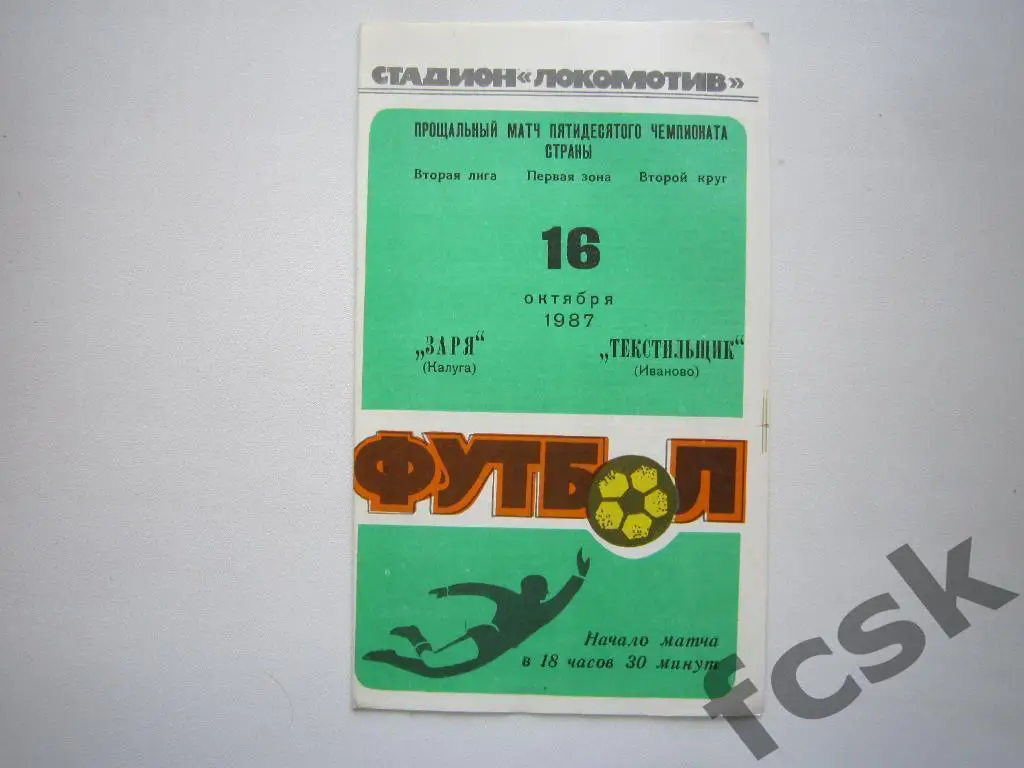 СТАДИОН «ЛОКОМОТИВ»
ПРОЩАЛЬНЫЙ МАТЧ ПЯТИДЕСЯТОГО ЧЕМПИОНАТА
СТРАНЫ
Вторая лига Первая зона Второй круг
16
октября
1987
„ЗАРЯ“ „ТЕКСТИЛЬЩИК“
(Калуга) (Иваново)
ФУТБОЛ
Начало матча
в 18 часов 30 минут
fcsk